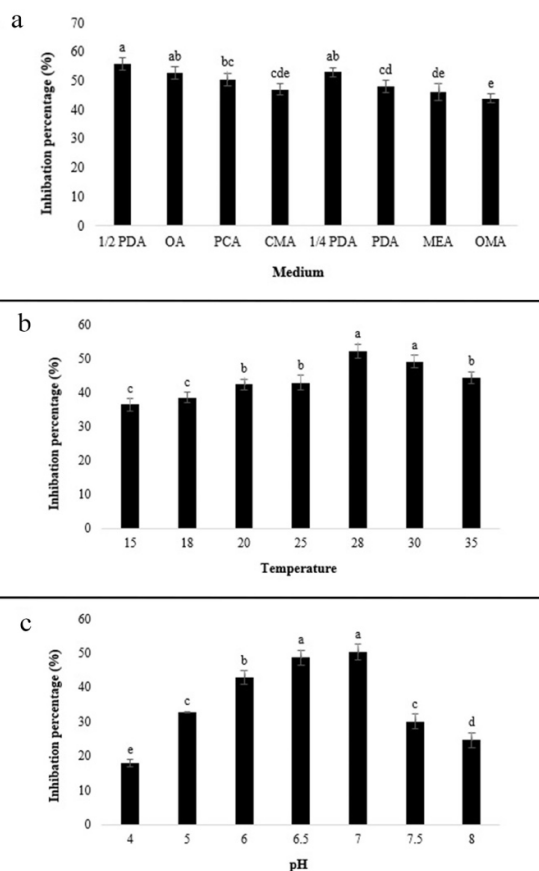 a
Inhibation percentage (%)
70
60
50
40
30
20
10
0
a ab bc cde ab cd de e
1/2 PDA OA PCA CMA 1/4 PDA PDA MEA OMA
Medium
b
Inhibation percentage (%)
60
50
40
30
20
10
0
c c b b a a b
15 18 20 25 28 30 35
Temperature
c
Inhibation percentage (%)
60
50
40
30
20
10
0
e c b a a c d
4 5 6 6.5 7 7.5 8
pH